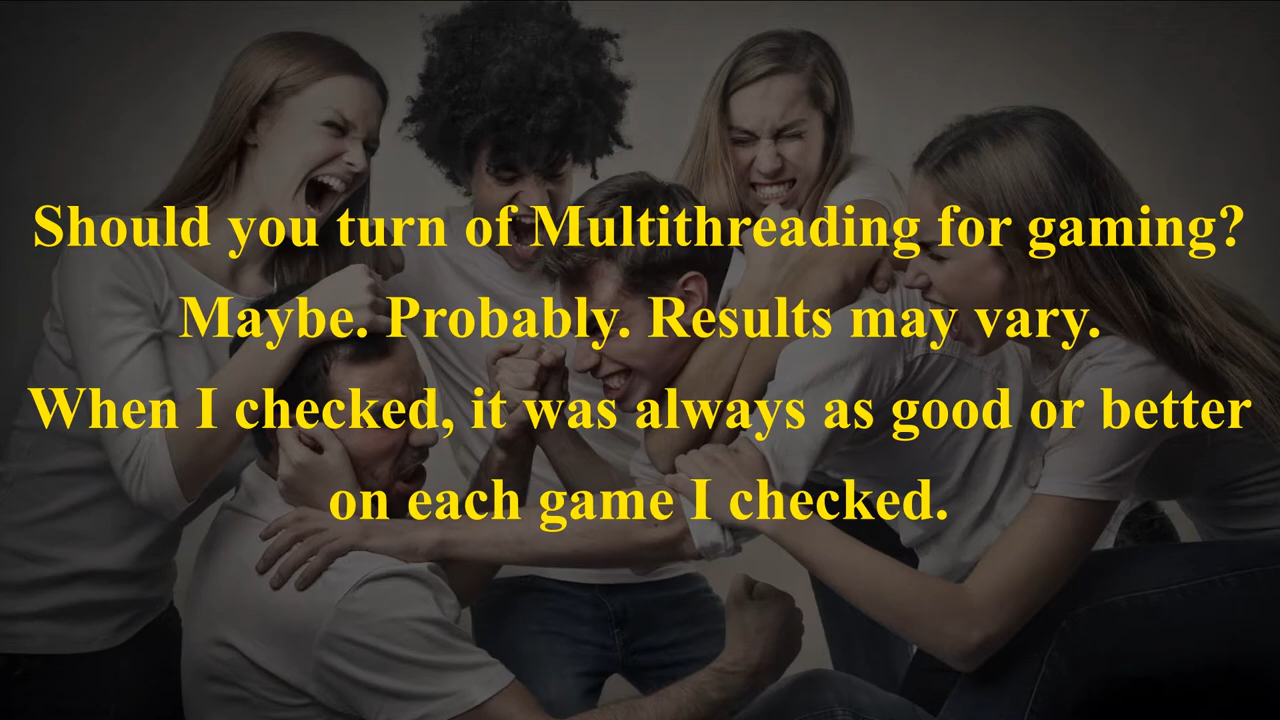 Should you turn of Multithreading for gaming?
Maybe. Probably. Results may vary.
When I checked, it was always as good or better
on each game I checked.